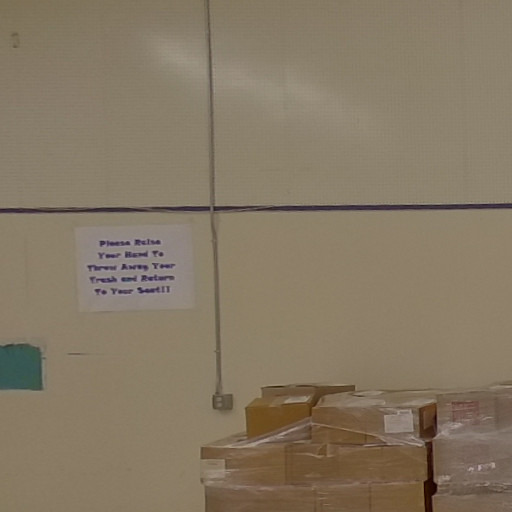 Please Raise
Your Hand To
Throw Away Your
Trash and Return
To Your Seat!!